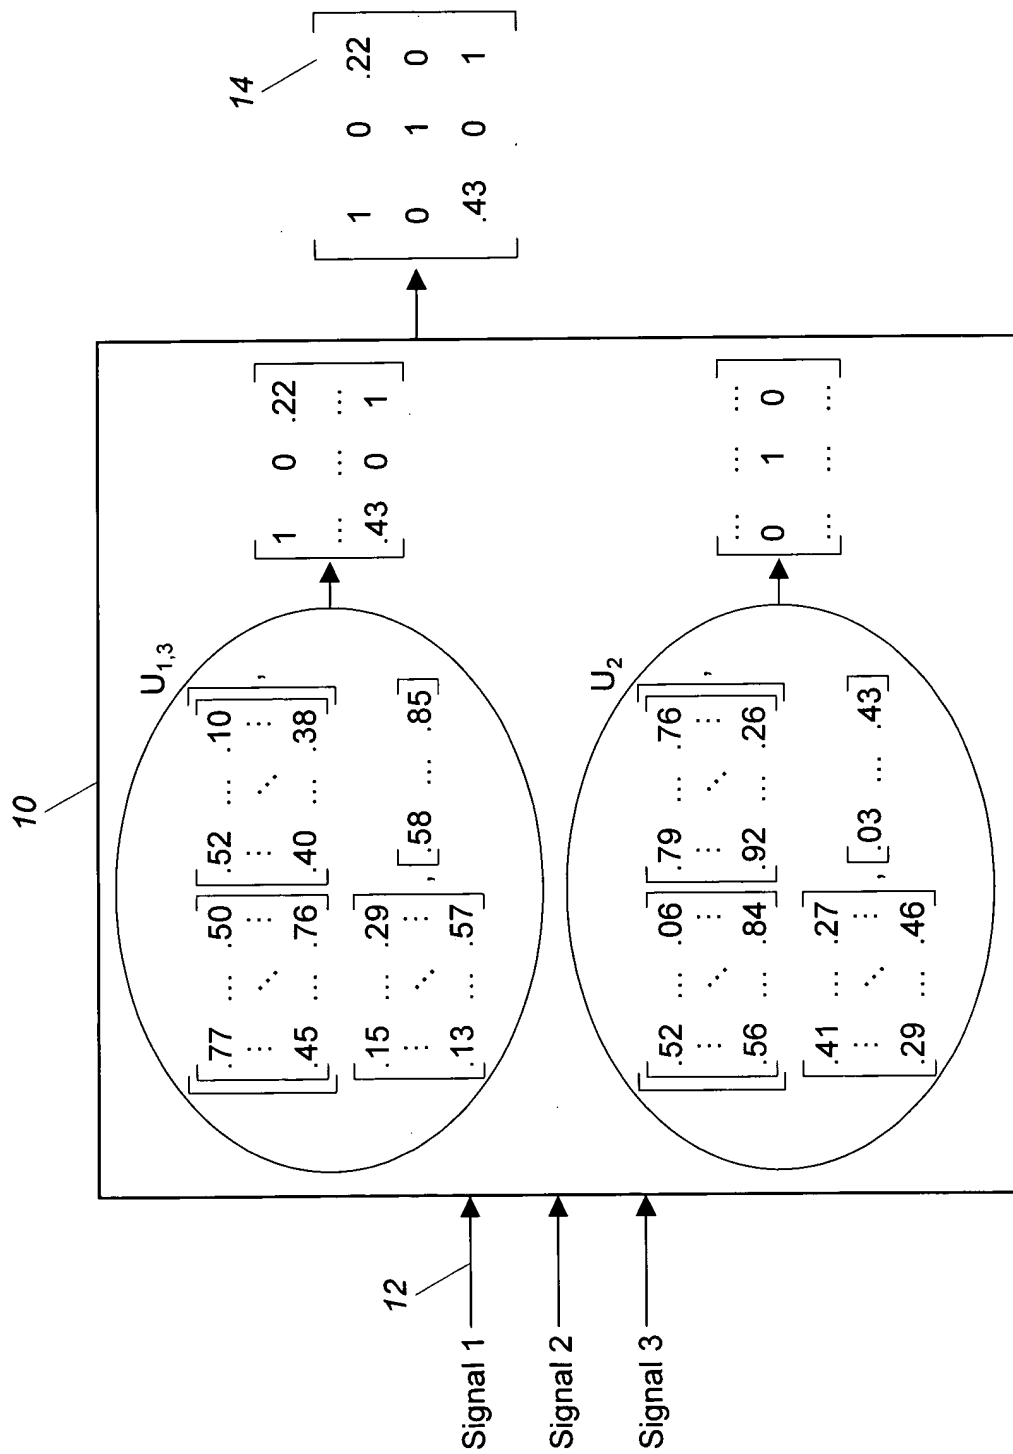 10
Signal 1
Signal 2
Signal 3
12
U1,3
.77 ... .50
⋮ ⋱ ⋮
.45 ... .76
.52 ... .10
⋮ ⋱ ⋮
.40 ... .38
,
.15 ... .29
⋮ ⋱ ⋮
.13 ... .57
,
.58 ... .85
1 0 .22
... ... ...
.43 0 1
U2
.52 ... .06
⋮ ⋱ ⋮
.56 ... .84
.79 ... .76
⋮ ⋱ ⋮
.92 ... .26
,
.41 ... .27
⋮ ⋱ ⋮
.29 ... .46
,
.03 ... .43
... ... ...
0 1 0
... ... ...
14
1 0 .22
0 1 0
.43 0 1